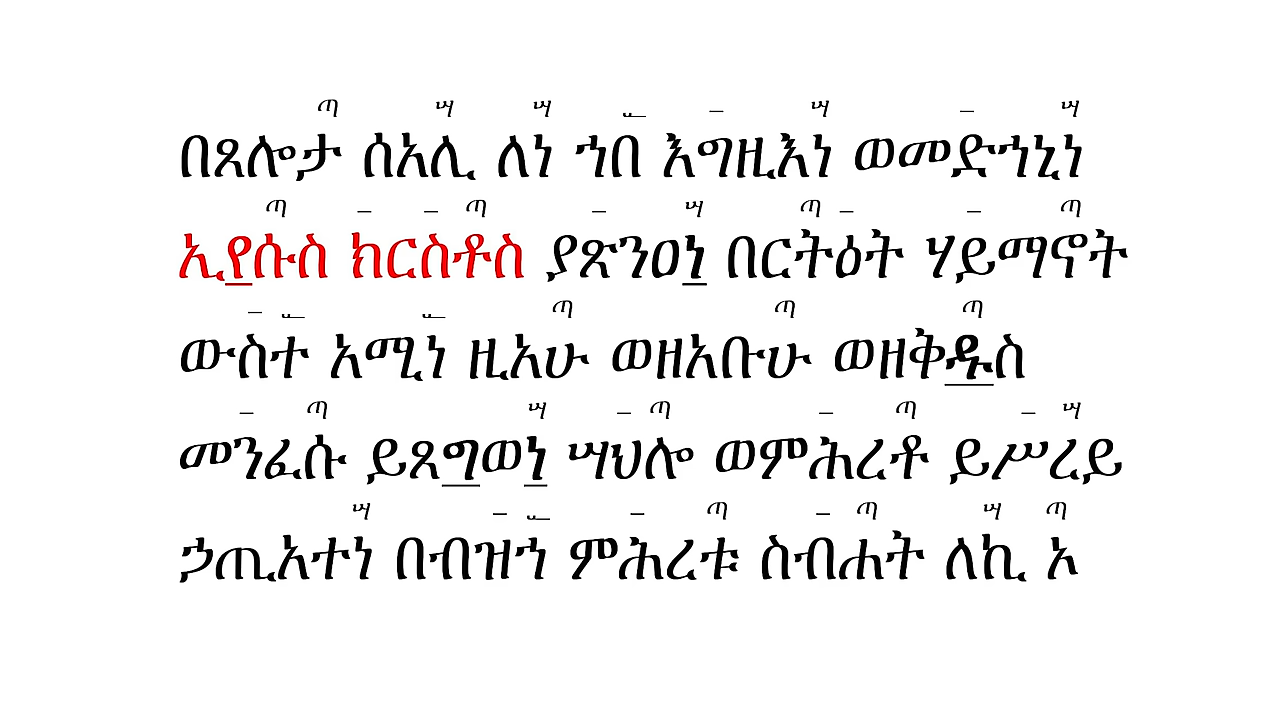 በጸሎታ ሰአሊ ለነ ኀበ እግዚእነ ወመድኀኒነ
ኢየሱስ ክርስቶስ ያጽንዐነ በርትዕት ሃይማኖት
ውስተ አሚነ ዚአሁ ወዘአቡሁ ወዘቅዱስ
መንፈሱ ይጸግወነ ሣህሎ ወምሕረቶ ይሥረይ
ኃጢአተነ በብዝኀ ምሕረቱ ስብሐት ለኪ ኦ